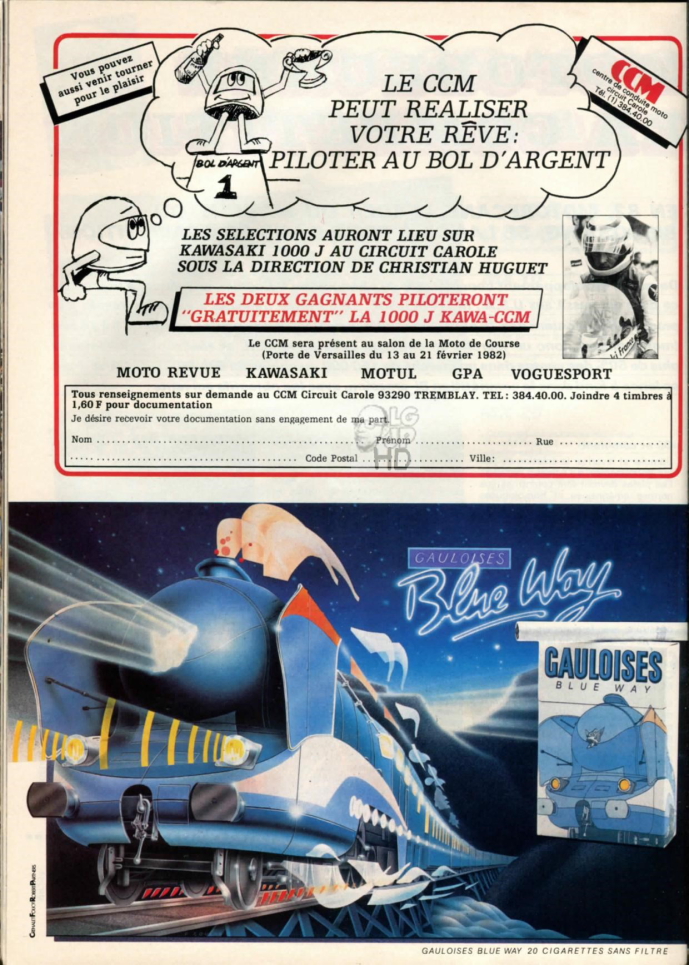 Vous pouvez
aussi venir tourner
pour le plaisir
CCM
centre de conduite moto
circuit Carole
Tél. (1) 384.40.00
LE CCM
PEUT REALISER
VOTRE RÊVE:
PILOTER AU BOL D'ARGENT
BOL D'ARGENT
1
LES SELECTIONS AURONT LIEU SUR
KAWASAKI 1000 J AU CIRCUIT CAROLE
SOUS LA DIRECTION DE CHRISTIAN HUGUET
LES DEUX GAGNANTS PILOTERONT
"GRATUITEMENT" LA 1000 J KAWA-CCM
Le CCM sera présent au salon de la Moto de Course
(Porte de Versailles du 13 au 21 février 1982)
MOTO REVUE KAWASAKI MOTUL GPA VOGUESPORT
Tous renseignements sur demande au CCM Circuit Carole 93290 TREMBLAY. TEL: 384.40.00. Joindre 4 timbres à
1,60 F pour documentation
Je désire recevoir votre documentation sans engagement de ma part.
Nom ........ Prénom ........ Rue ........
........ Code Postal ........ Ville: ........
GAULOISES
Blue Way
GAULOISES
BLUE WAY
GAULOISES BLUE WAY 20 CIGARETTES SANS FILTRE